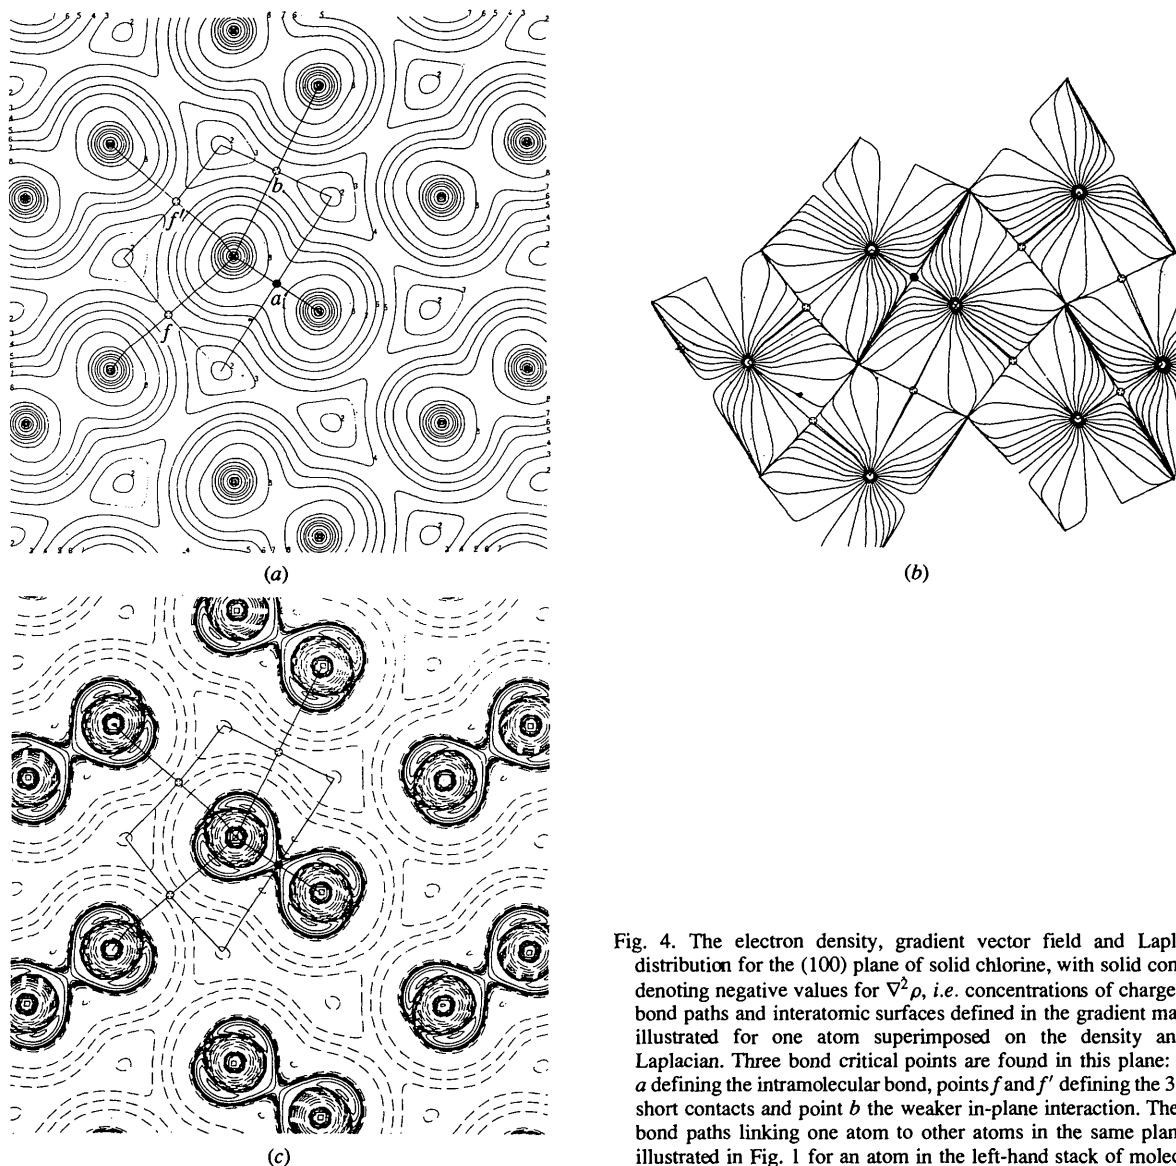 f'
b
a
f
(a)
(b)
(c)
Fig. 4. The electron density, gradient vector field and Lapl
distribution for the (100) plane of solid chlorine, with solid con
denoting negative values for ∇²ρ, i.e. concentrations of charge
bond paths and interatomic surfaces defined in the gradient ma
illustrated for one atom superimposed on the density an
Laplacian. Three bond critical points are found in this plane:
a defining the intramolecular bond, points f and f' defining the 3
short contacts and point b the weaker in-plane interaction. The
bond paths linking one atom to other atoms in the same plan
illustrated in Fig. 1 for an atom in the left-hand stack of molec